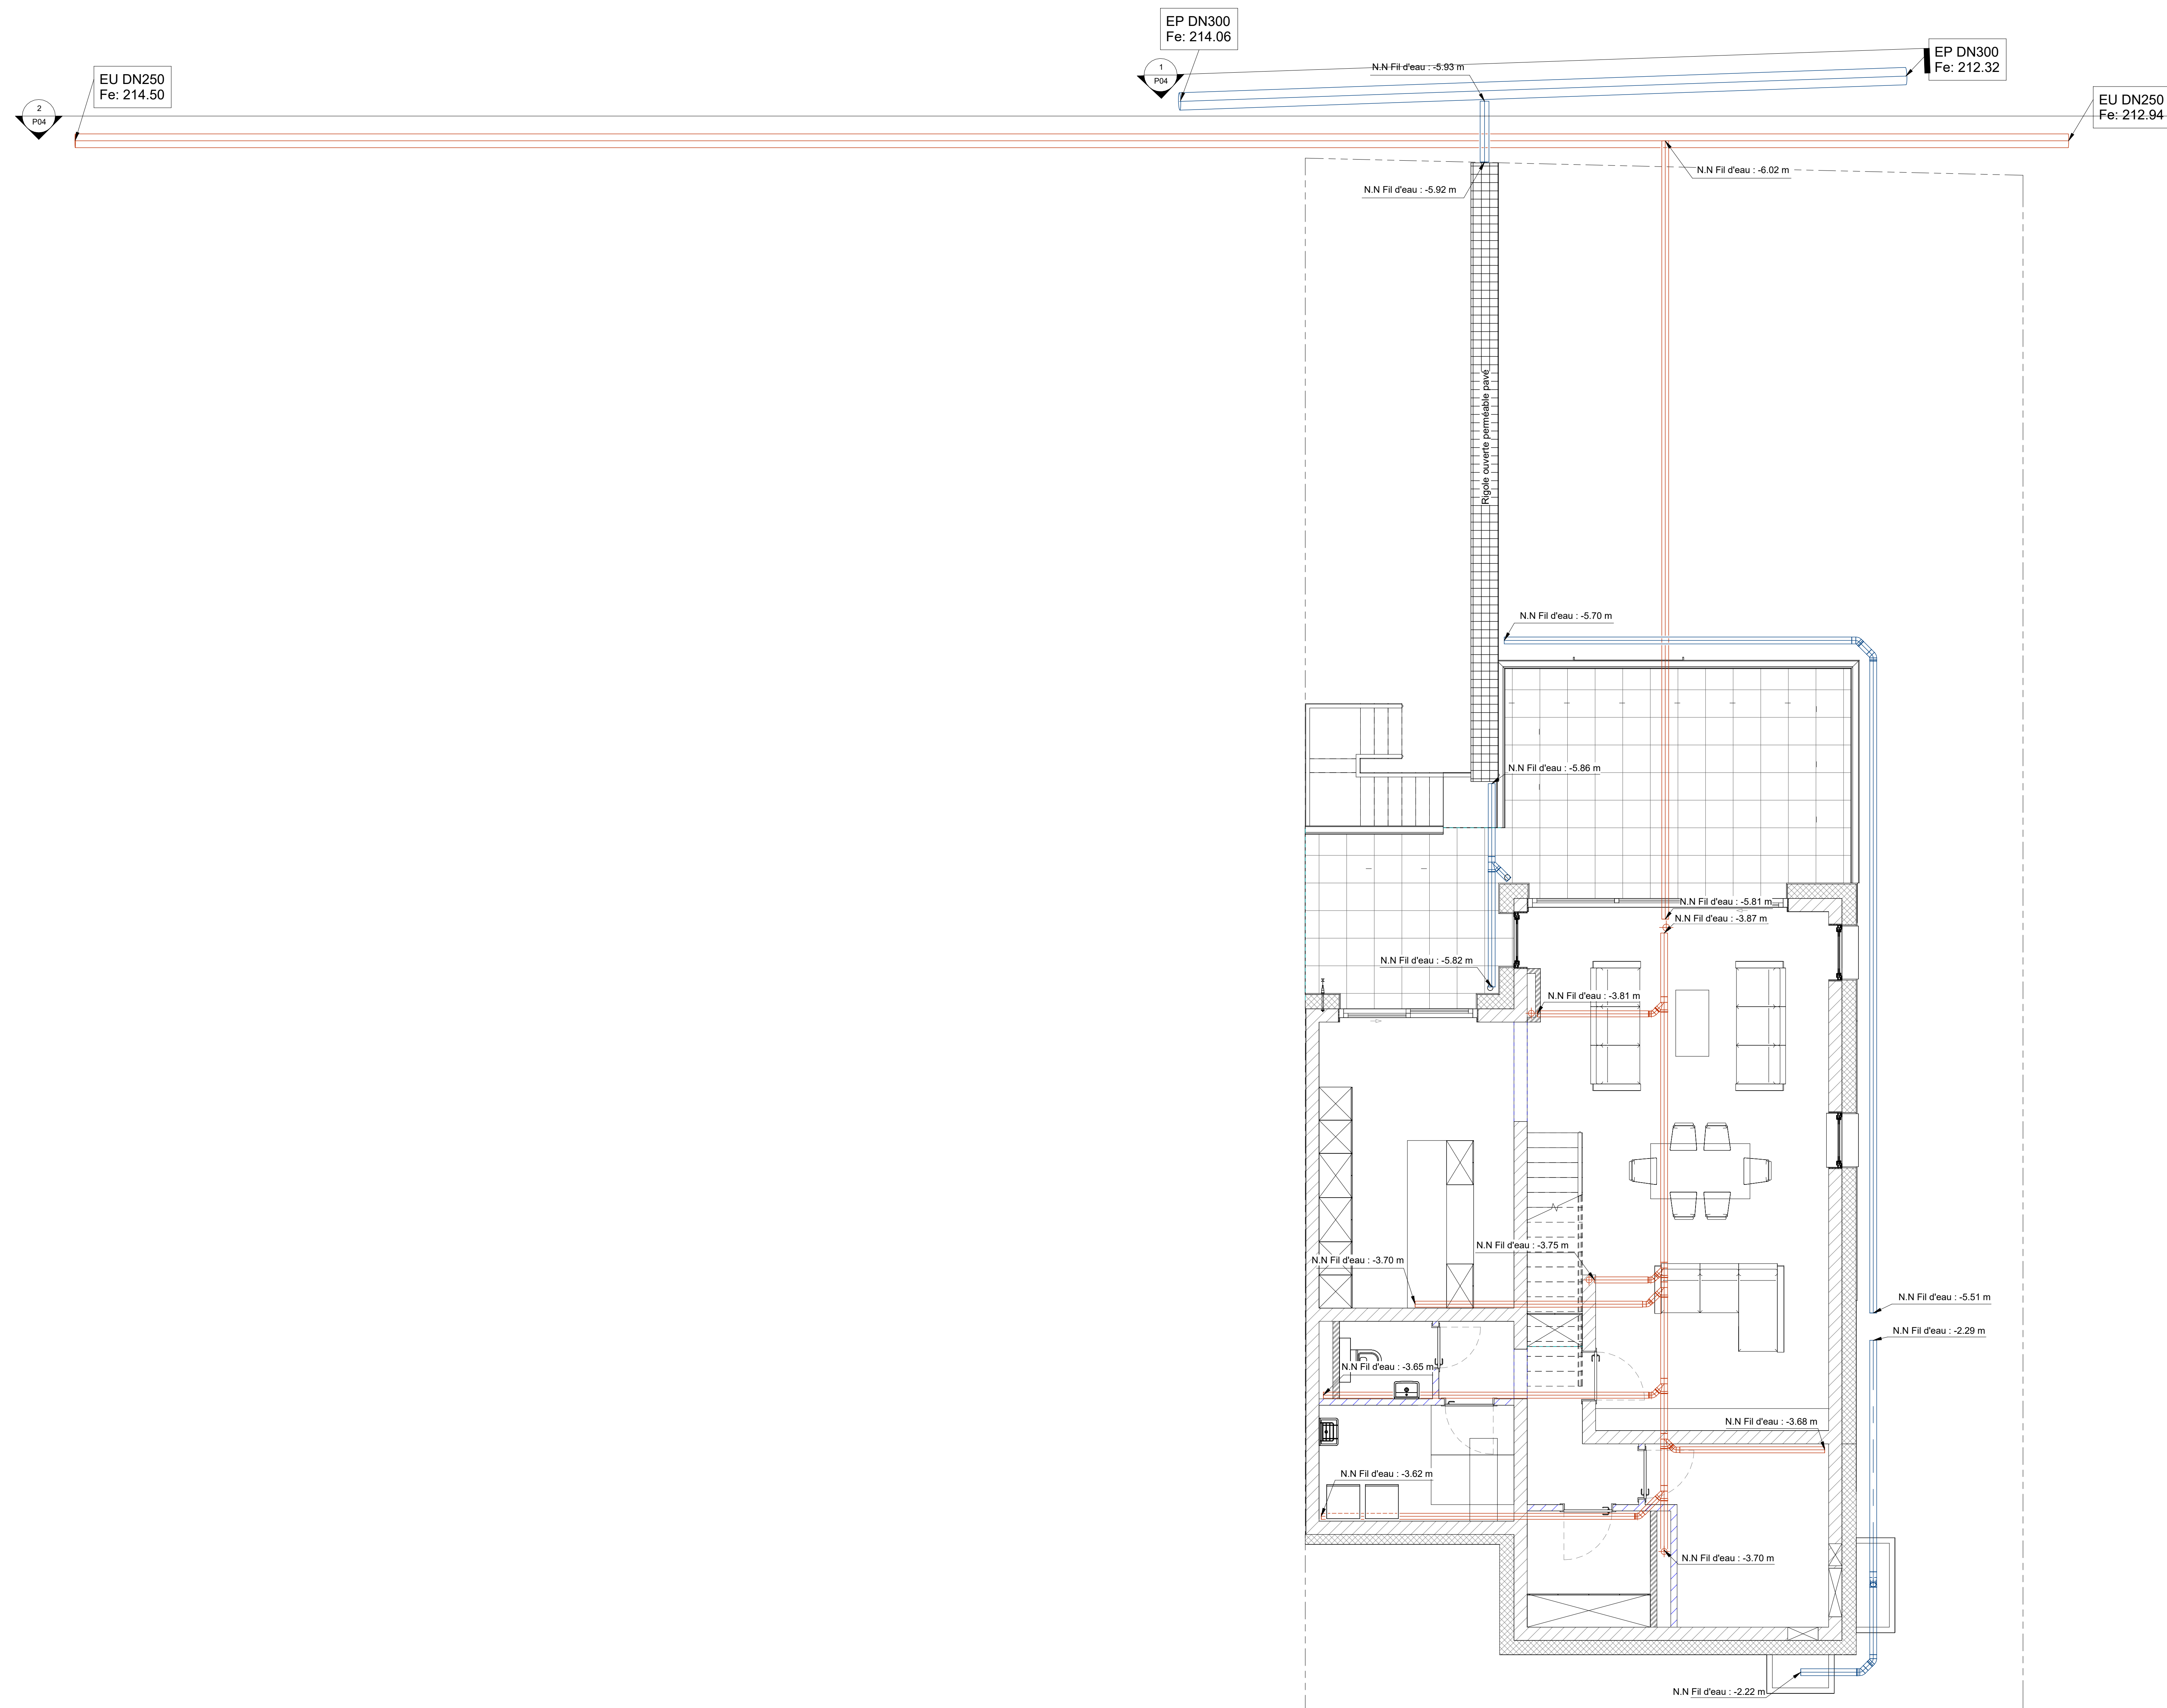 EP DN300
Fe: 214.06
EP DN300
Fe: 212.32
1
P04
N.N Fil d'eau : -5.93 m
EU DN250
Fe: 214.50
EU DN250
Fe: 212.94
2
P04
N.N Fil d'eau : -6.02 m
N.N Fil d'eau : -5.92 m
Rigole ouverte perméable pavé
N.N Fil d'eau : -5.70 m
N.N Fil d'eau : -5.86 m
N.N Fil d'eau : -5.81 m
N.N Fil d'eau : -3.87 m
N.N Fil d'eau : -5.82 m
N.N Fil d'eau : -3.81 m
N.N Fil d'eau : -3.75 m
N.N Fil d'eau : -3.70 m
N.N Fil d'eau : -5.51 m
N.N Fil d'eau : -2.29 m
N.N Fil d'eau : -3.65 m
N.N Fil d'eau : -3.68 m
N.N Fil d'eau : -3.62 m
N.N Fil d'eau : -3.70 m
N.N Fil d'eau : -2.22 m